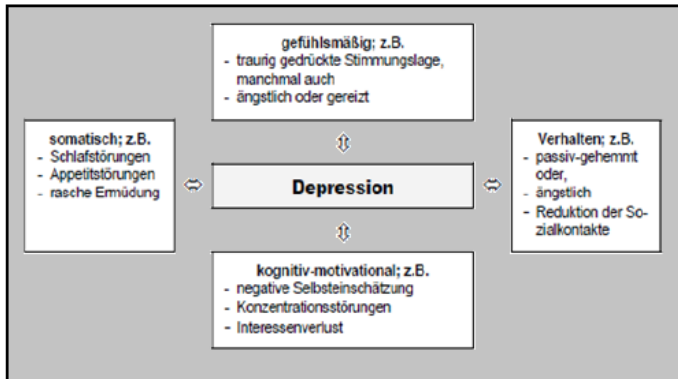 gefühlsmäßig; z.B.
- traurig gedrückte Stimmungslage,
manchmal auch
- ängstlich oder gereizt
somatisch; z.B.
- Schlafstörungen
- Appetitstörungen
- rasche Ermüdung
Depression
Verhalten; z.B.
- passiv-gehemmt
oder,
- ängstlich
- Reduktion der So-
zialkontakte
kognitiv-motivational; z.B.
- negative Selbsteinschätzung
- Konzentrationsstörungen
- Interessenverlust